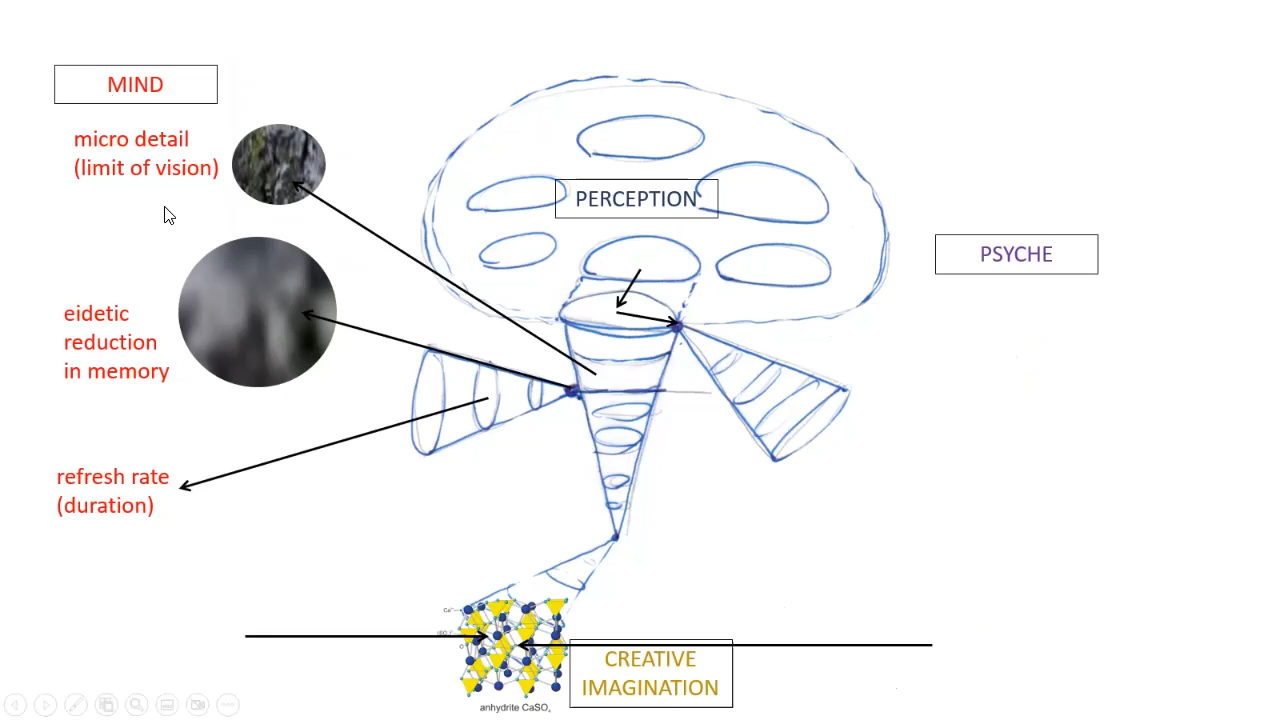 MIND
micro detail
(limit of vision)
PERCEPTION
PSYCHE
eidetic
reduction
in memory
refresh rate
(duration)
CREATIVE
IMAGINATION
anhydrite CaSO₄